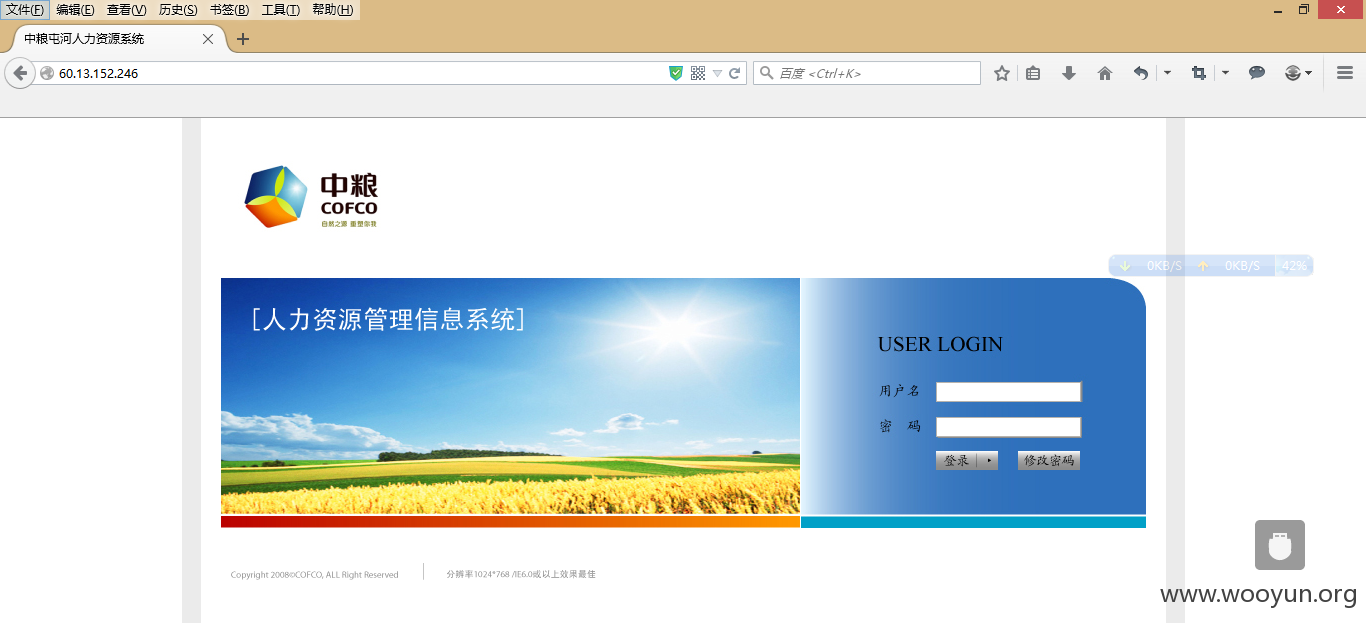 文件(F) 编辑(E) 查看(V) 历史(S) 书签(B) 工具(T) 帮助(H)
中粮屯河人力资源系统
60.13.152.246
百度 <Ctrl+K>
中粮
COFCO
自然之源 重塑你我
0KB/S 0KB/S 42%
[人力资源管理信息系统]
USER LOGIN
用户名
密 码
登录 修改密码
Copyright 2008©COFCO, ALL Right Reserved
分辨率1024*768 /IE6.0或以上效果最佳
www.wooyun.org